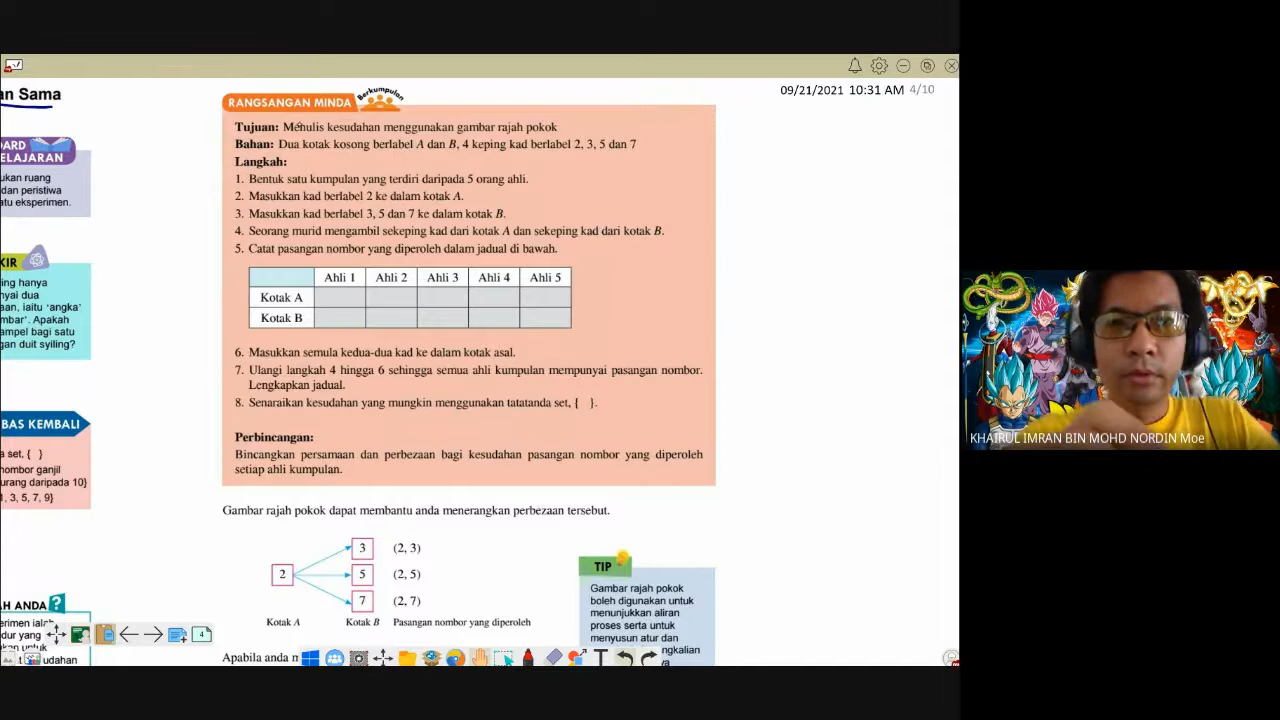 an Sama
RANGSANGAN MINDA
Berkumpulan
09/21/2021 10:31 AM 4/10
Tujuan: Menulis kesudahan menggunakan gambar rajah pokok
Bahan: Dua kotak kosong berlabel A dan B, 4 keping kad berlabel 2, 3, 5 dan 7
Langkah:
1. Bentuk satu kumpulan yang terdiri daripada 5 orang ahli.
2. Masukkan kad berlabel 2 ke dalam kotak A.
3. Masukkan kad berlabel 3, 5 dan 7 ke dalam kotak B.
4. Seorang murid mengambil sekeping kad dari kotak A dan sekeping kad dari kotak B.
5. Catat pasangan nombor yang diperoleh dalam jadual di bawah.
Ahli 1 Ahli 2 Ahli 3 Ahli 4 Ahli 5
Kotak A
Kotak B
6. Masukkan semula kedua-dua kad ke dalam kotak asal.
7. Ulangi langkah 4 hingga 6 sehingga semua ahli kumpulan mempunyai pasangan nombor.
Lengkapkan jadual.
8. Senaraikan kesudahan yang mungkin menggunakan tatatanda set, { }.
Perbincangan:
Bincangkan persamaan dan perbezaan bagi kesudahan pasangan nombor yang diperoleh
setiap ahli kumpulan.
Gambar rajah pokok dapat membantu anda menerangkan perbezaan tersebut.
3 (2, 3)
2 5 (2, 5)
7 (2, 7)
Kotak A Kotak B Pasangan nombor yang diperoleh
Apabila anda m
TIP
Gambar rajah pokok
boleh digunakan untuk
menunjukkan aliran
proses serta untuk
menyusun atur dan
ngkalian
ARD
ELAJARAN
ukan ruang
dan peristiwa
atu eksperimen.
KIR
ing hanya
nyai dua
aan, iaitu 'angka'
mbar'. Apakah
ampel bagi satu
gan duit syiling?
BAS KEMBALI
a set, { }
nombor ganjil
urang daripada 10}
1, 3, 5, 7, 9}
AH ANDA ?
erimen ialah
dur yang
kan untuk
udahan
4
T
KHAIRUL IMRAN BIN MOHD NORDIN Moe